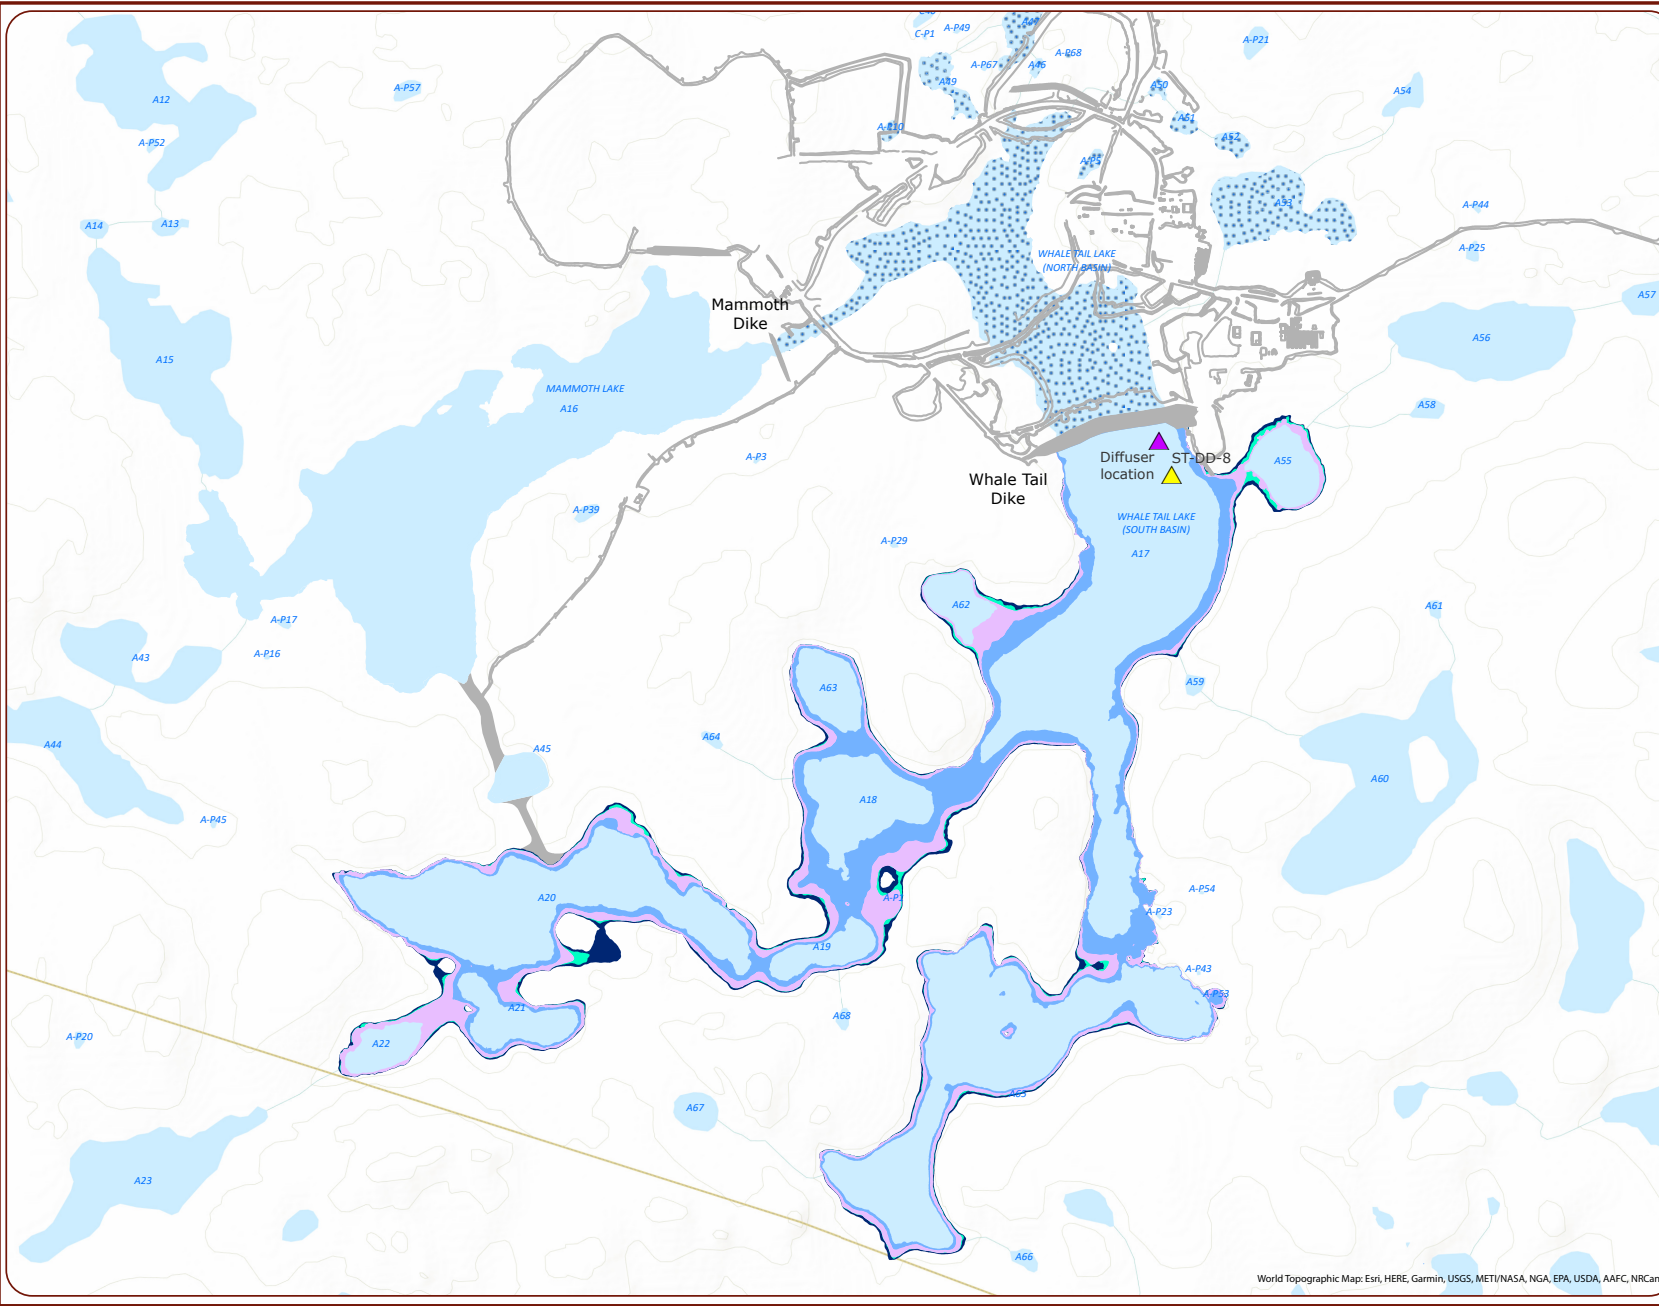 C-P1
A-P49
A47
A-P68
A-P21
A-P67
A46
A49
A50
A54
A-P57
A12
A51
A-P10
A52
A-P52
A-P5
A53
A-P44
A14
A13
A-P25
WHALE TAIL LAKE
(NORTH BASIN)
A57
Mammoth
Dike
A56
A15
MAMMOTH LAKE
A16
A58
A-P3
Diffuser
location
ST-DD-8
A55
Whale Tail
Dike
A-P39
WHALE TAIL LAKE
(SOUTH BASIN)
A17
A-P29
A62
A61
A-P17
A-P16
A43
A63
A59
A64
A44
A45
A60
A18
A-P45
A-P54
A20
A-P1
A-P23
A19
A-P43
A-P53
A21
A68
A-P20
A22
A65
A67
A23
A66
World Topographic Map: Esri, HERE, Garmin, USGS, METI/NASA, NGA, EPA, USDA, AAFC, NRCan